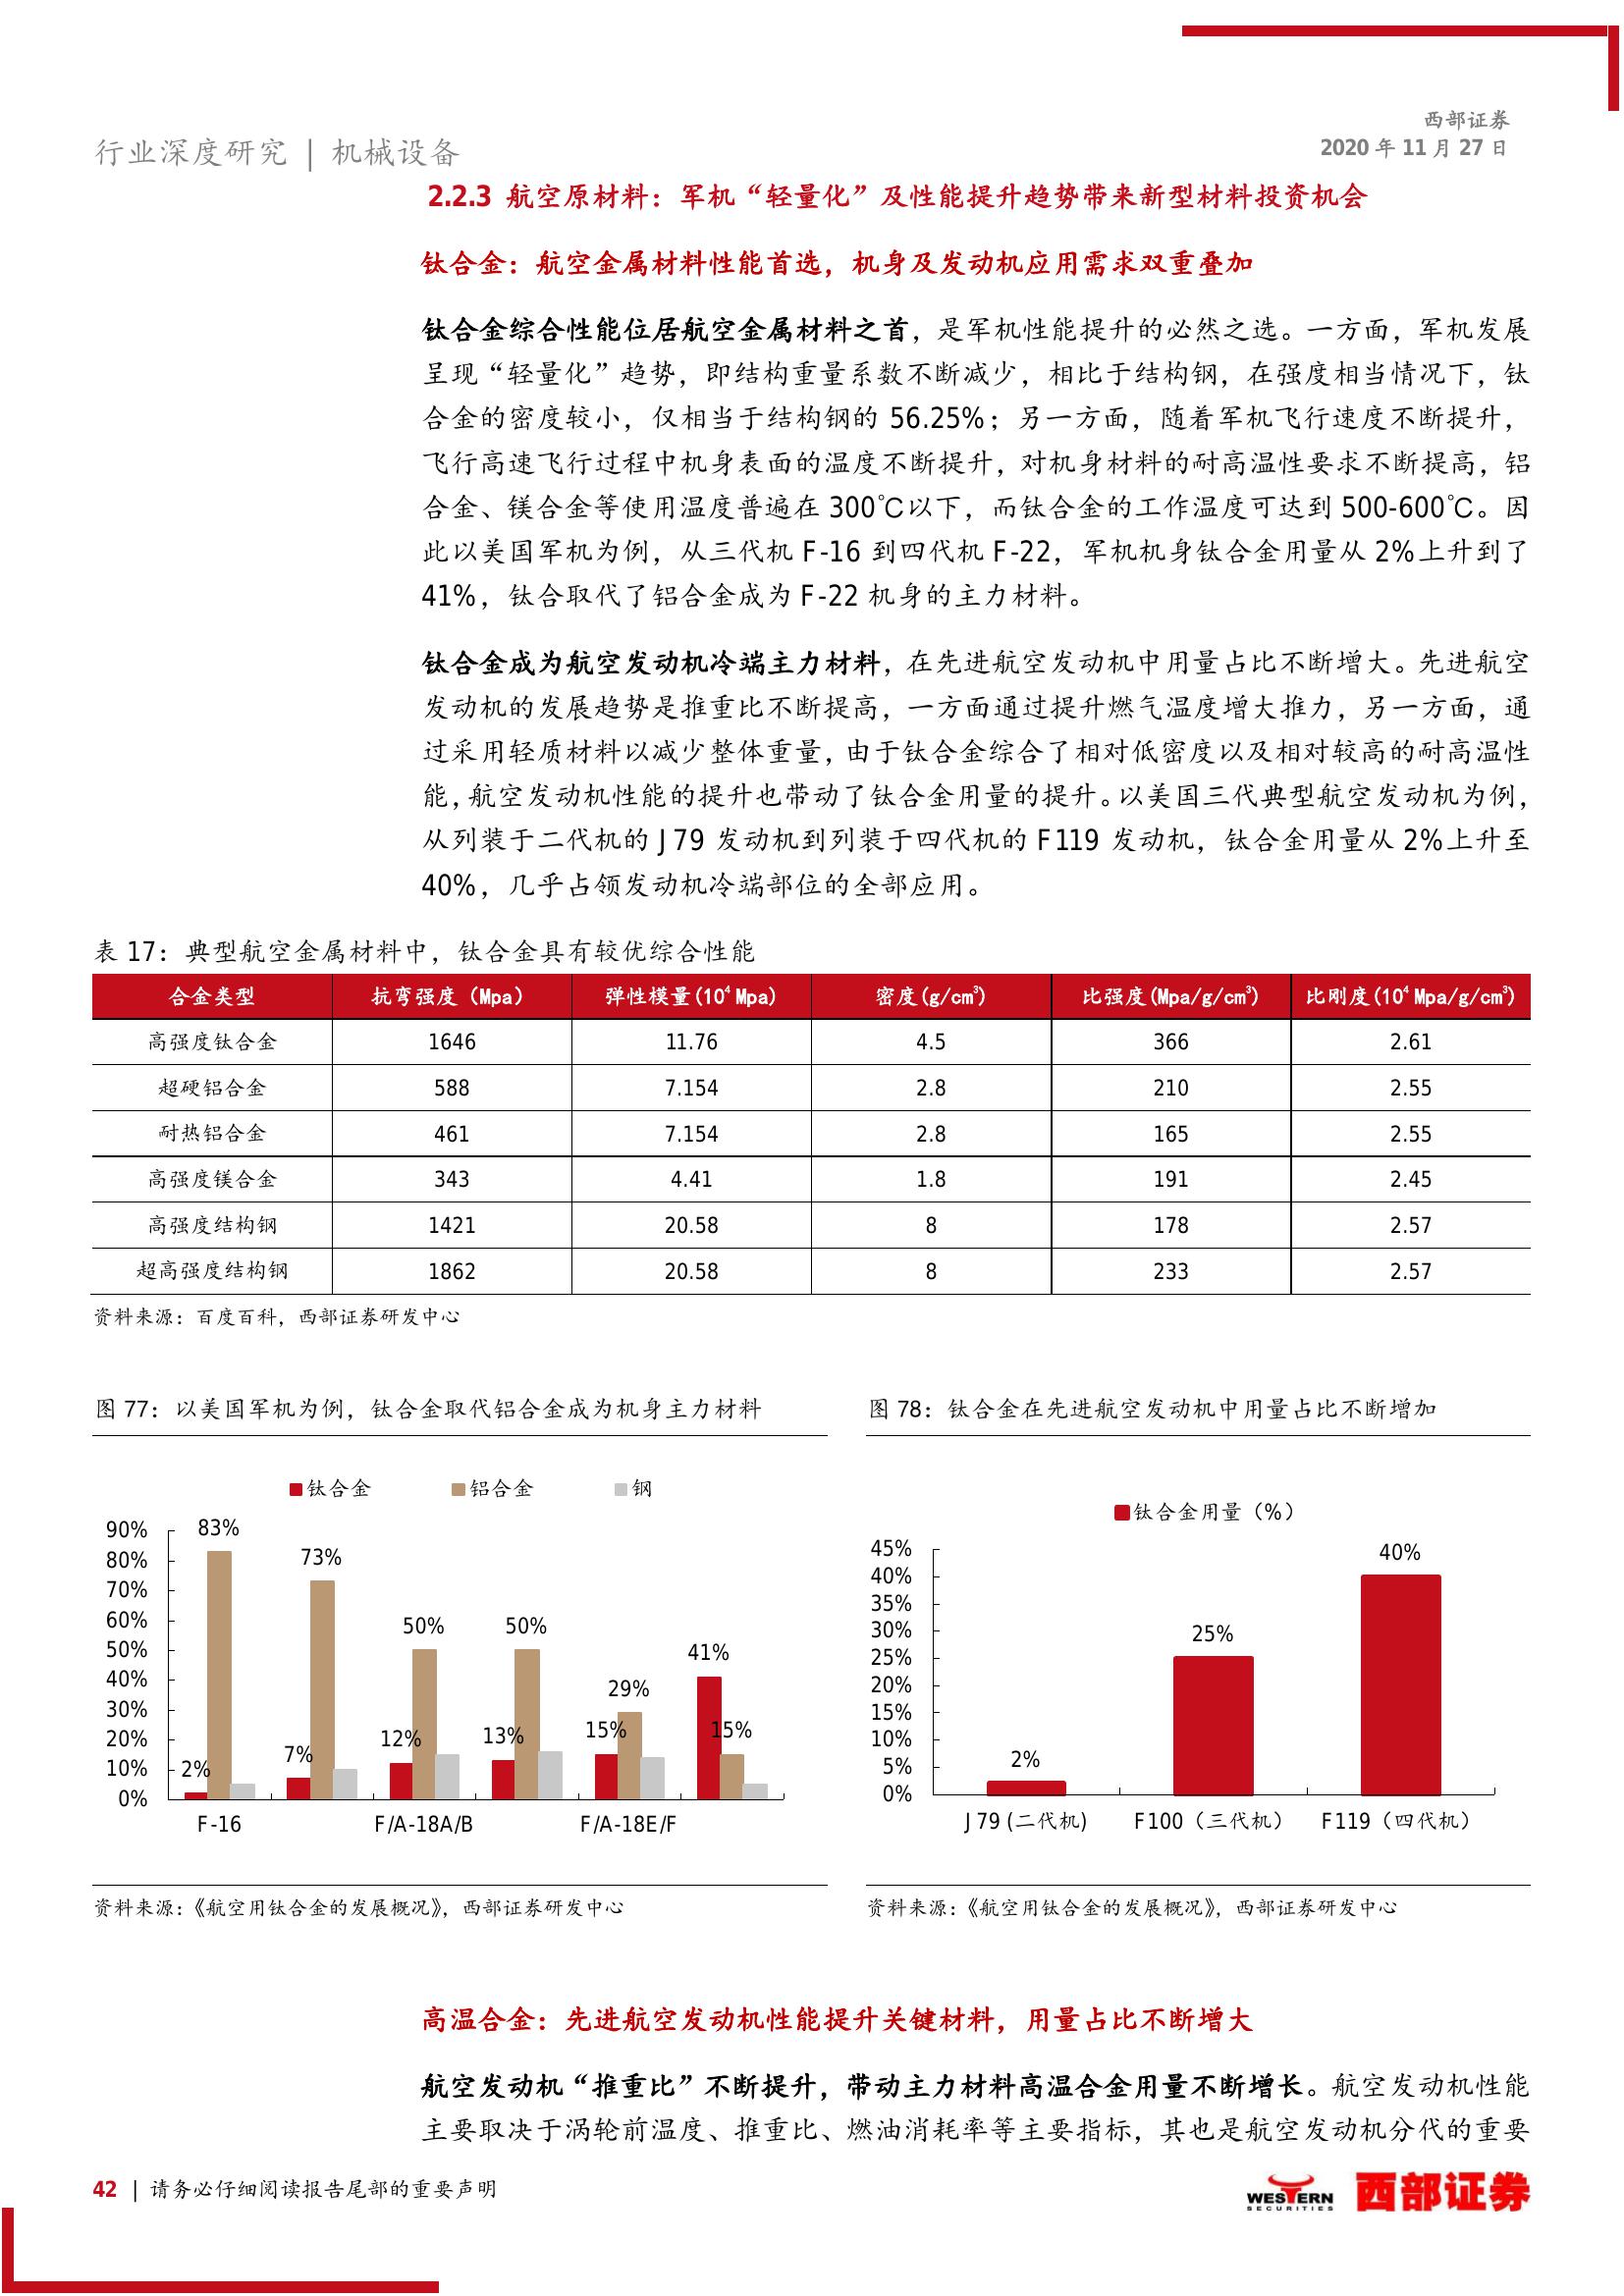 西部证券
行业深度研究 | 机械设备
2020 年 11 月 27 日
2.2.3 航空原材料：军机“轻量化”及性能提升趋势带来新型材料投资机会
钛合金：航空金属材料性能首选，机身及发动机应用需求双重叠加
钛合金综合性能位居航空金属材料之首，是军机性能提升的必然之选。一方面，军机发展
呈现“轻量化”趋势，即结构重量系数不断减少，相比于结构钢，在强度相当情况下，钛
合金的密度较小，仅相当于结构钢的 56.25%；另一方面，随着军机飞行速度不断提升，
飞行高速飞行过程中机身表面的温度不断提升，对机身材料的耐高温性要求不断提高，铝
合金、镁合金等使用温度普遍在 300℃以下，而钛合金的工作温度可达到 500-600℃。因
此以美国军机为例，从三代机 F-16 到四代机 F-22，军机机身钛合金用量从 2%上升到了
41%，钛合取代了铝合金成为 F-22 机身的主力材料。
钛合金成为航空发动机冷端主力材料，在先进航空发动机中用量占比不断增大。先进航空
发动机的发展趋势是推重比不断提高，一方面通过提升燃气温度增大推力，另一方面，通
过采用轻质材料以减少整体重量，由于钛合金综合了相对低密度以及相对较高的耐高温性
能，航空发动机性能的提升也带动了钛合金用量的提升。以美国三代典型航空发动机为例，
从列装于二代机的 J79 发动机到列装于四代机的 F119 发动机，钛合金用量从 2%上升至
40%，几乎占领发动机冷端部位的全部应用。
表 17：典型航空金属材料中，钛合金具有较优综合性能
合金类型 抗弯强度（Mpa） 弹性模量(10⁴ Mpa) 密度(g/cm³) 比强度(Mpa/g/cm³) 比刚度(10⁴ Mpa/g/cm³)
高强度钛合金 1646 11.76 4.5 366 2.61
超硬铝合金 588 7.154 2.8 210 2.55
耐热铝合金 461 7.154 2.8 165 2.55
高强度镁合金 343 4.41 1.8 191 2.45
高强度结构钢 1421 20.58 8 178 2.57
超高强度结构钢 1862 20.58 8 233 2.57
资料来源：百度百科，西部证券研发中心
图 77：以美国军机为例，钛合金取代铝合金成为机身主力材料
钛合金 铝合金 钢
90%
80%
70%
60%
50%
40%
30%
20%
10%
0%
83%
73%
50%
50%
41%
29%
2%
7%
12%
13%
15%
15%
F-16 F/A-18A/B F/A-18E/F
资料来源：《航空用钛合金的发展概况》，西部证券研发中心
图 78：钛合金在先进航空发动机中用量占比不断增加
钛合金用量（%）
45%
40%
35%
30%
25%
20%
15%
10%
5%
0%
2%
25%
40%
J79 (二代机) F100（三代机） F119（四代机）
资料来源：《航空用钛合金的发展概况》，西部证券研发中心
高温合金：先进航空发动机性能提升关键材料，用量占比不断增大
航空发动机“推重比”不断提升，带动主力材料高温合金用量不断增长。航空发动机性能
主要取决于涡轮前温度、推重比、燃油消耗率等主要指标，其也是航空发动机分代的重要
42 | 请务必仔细阅读报告尾部的重要声明
WESTERN
SECURITIES
西部证券